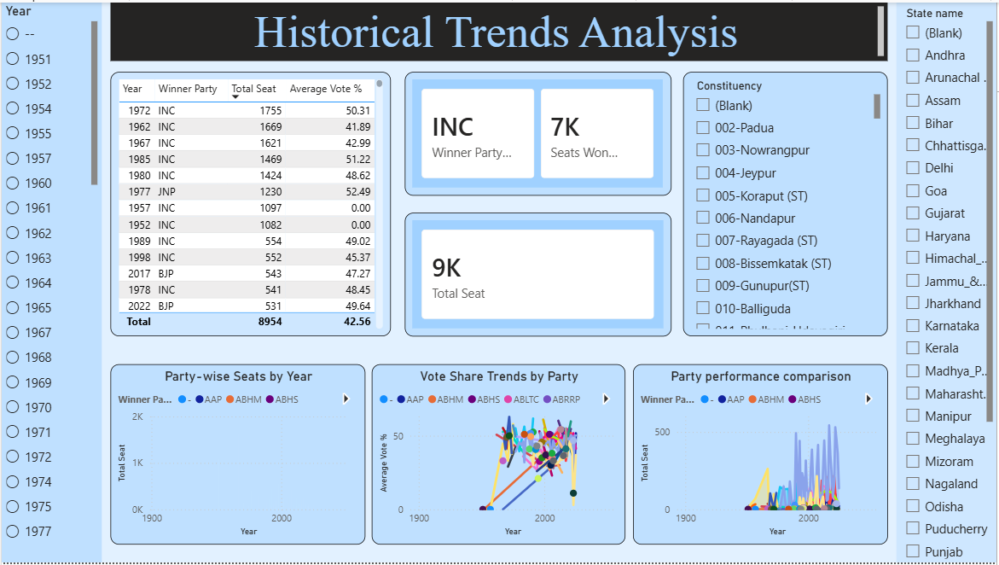 Year
--
1951
1952
1954
1955
1957
1960
1961
1962
1963
1964
1965
1967
1968
1969
1970
1971
1972
1974
1975
1977
Historical Trends Analysis
Year Winner Party Total Seat Average Vote %
1972 INC 1755 50.31
1962 INC 1669 41.89
1967 INC 1621 42.99
1985 INC 1469 51.22
1980 INC 1424 48.62
1977 JNP 1230 52.49
1957 INC 1097 0.00
1952 INC 1082 0.00
1989 INC 554 49.02
1998 INC 552 45.37
2017 BJP 543 47.27
1978 INC 541 48.45
2022 BJP 531 49.64
Total 8954 42.56
INC
Winner Party...
7K
Seats Won...
9K
Total Seat
Constituency
(Blank)
002-Padua
003-Nowrangpur
004-Jeypur
005-Koraput (ST)
006-Nandapur
007-Rayagada (ST)
008-Bissemkatak (ST)
009-Gunupur(ST)
010-Balliguda
State name
(Blank)
Andhra
Arunachal .
Assam
Bihar
Chhattisga.
Delhi
Goa
Gujarat
Haryana
Himachal_..
Jammu_&..
Jharkhand
Karnataka
Kerala
Madhya_P..
Maharasht.
Manipur
Meghalaya
Mizoram
Nagaland
Odisha
Puducherry
Punjab
Party-wise Seats by Year
Winner Pa... - AAP ABHM ABHS
Total Seat
2K
1K
0K
1900 2000
Year
Vote Share Trends by Party
- AAP ABHM ABHS ABLTC ABRRP
Average Vote %
50
0
1900 2000
Year
Party performance comparison
Winner Pa... - AAP ABHM ABHS
Total Seat
500
0
1900 2000
Year